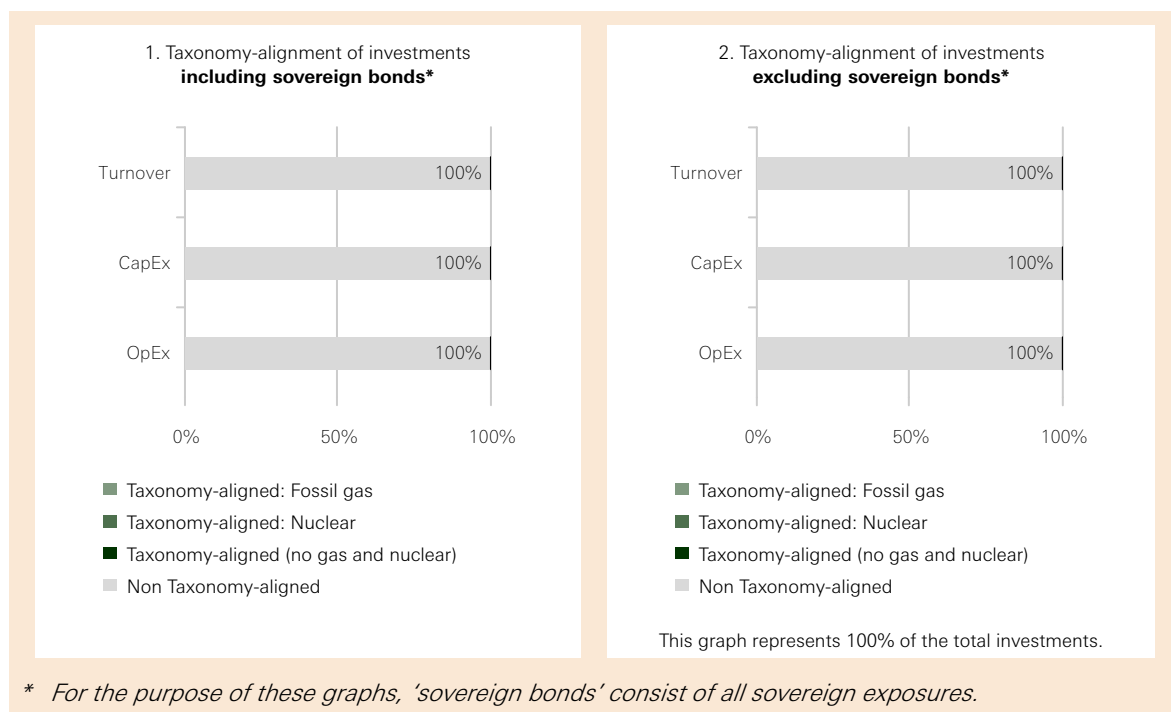 1. Taxonomy-alignment of investments
including sovereign bonds*
Turnover 100%
CapEx 100%
OpEx 100%
0% 50% 100%
Taxonomy-aligned: Fossil gas
Taxonomy-aligned: Nuclear
Taxonomy-aligned (no gas and nuclear)
Non Taxonomy-aligned
2. Taxonomy-alignment of investments
excluding sovereign bonds*
Turnover 100%
CapEx 100%
OpEx 100%
0% 50% 100%
Taxonomy-aligned: Fossil gas
Taxonomy-aligned: Nuclear
Taxonomy-aligned (no gas and nuclear)
Non Taxonomy-aligned
This graph represents 100% of the total investments.
* For the purpose of these graphs, ‘sovereign bonds’ consist of all sovereign exposures.